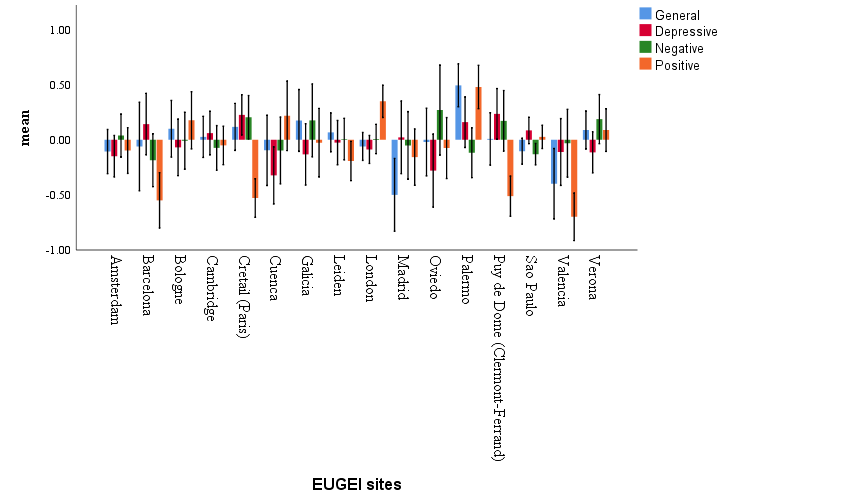 General
Depressive
Negative
Positive
1.00
0.50
0.00
-0.50
-1.00
mean
Amsterdam
Barcelona
Bologne
Cambridge
Cretail (Paris)
Cuenca
Galicia
Leiden
London
Madrid
Oviedo
Palermo
Puy de Dome (Clermont-Ferrand)
Sao Paulo
Valencia
Verona
EUGEI sites